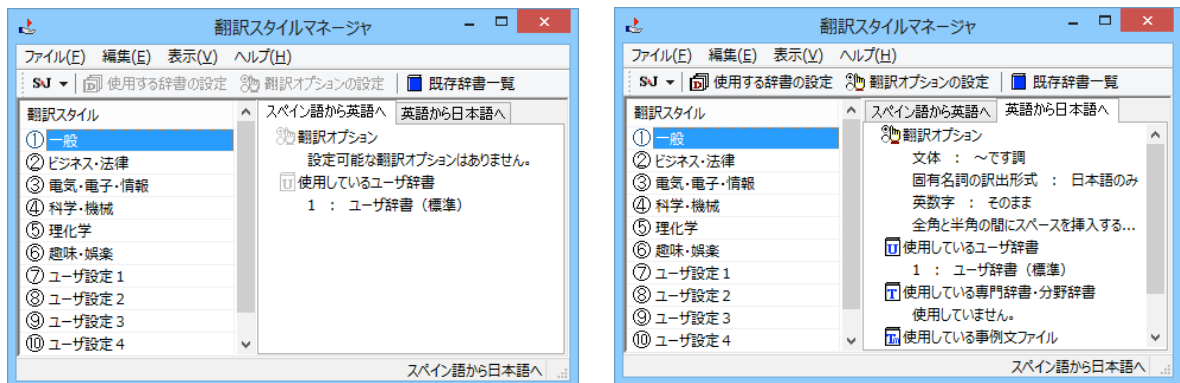 翻訳スタイルマネージャ
ファイル(F) 編集(E) 表示(V) ヘルプ(H)
SJ 使用する辞書の設定 翻訳オプションの設定 既存辞書一覧
翻訳スタイル
① 一般
② ビジネス・法律
③ 電気・電子・情報
④ 科学・機械
⑤ 理化学
⑥ 趣味・娯楽
⑦ ユーザ設定1
⑧ ユーザ設定2
⑨ ユーザ設定3
⑩ ユーザ設定4
スペイン語から英語へ 英語から日本語へ
翻訳オプション
設定可能な翻訳オプションはありません。
U 使用しているユーザ辞書
1 : ユーザ辞書（標準）
スペイン語から日本語へ
翻訳スタイルマネージャ
ファイル(F) 編集(E) 表示(V) ヘルプ(H)
SJ 使用する辞書の設定 翻訳オプションの設定 既存辞書一覧
翻訳スタイル
① 一般
② ビジネス・法律
③ 電気・電子・情報
④ 科学・機械
⑤ 理化学
⑥ 趣味・娯楽
⑦ ユーザ設定1
⑧ ユーザ設定2
⑨ ユーザ設定3
⑩ ユーザ設定4
スペイン語から英語へ 英語から日本語へ
翻訳オプション
文体 : ～です調
固有名詞の訳出形式 : 日本語のみ
英数字 : そのまま
全角と半角の間にスペースを挿入する...
U 使用しているユーザ辞書
1 : ユーザ辞書（標準）
T 使用している専門辞書・分野辞書
使用していません。
Tm 使用している事例文ファイル
スペイン語から日本語へ